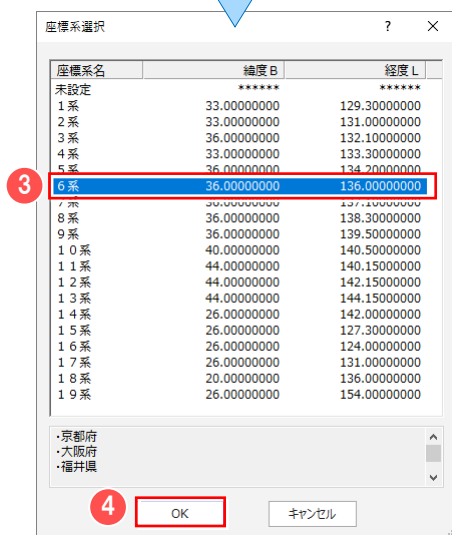 座標系選択 ? ×
座標系名 緯度B 経度L
未設定 ****** ******
1系 33.00000000 129.30000000
2系 33.00000000 131.00000000
3系 36.00000000 132.10000000
4系 33.00000000 133.30000000
5系 36.00000000 134.20000000
3 6系 36.00000000 136.00000000
7系 36.00000000 137.10000000
8系 36.00000000 138.30000000
9系 36.00000000 139.50000000
10系 40.00000000 140.50000000
11系 44.00000000 140.15000000
12系 44.00000000 142.15000000
13系 44.00000000 144.15000000
14系 26.00000000 142.00000000
15系 26.00000000 127.30000000
16系 26.00000000 124.00000000
17系 26.00000000 131.00000000
18系 20.00000000 136.00000000
19系 26.00000000 154.00000000
・京都府
・大阪府
・福井県
4 OK キャンセル